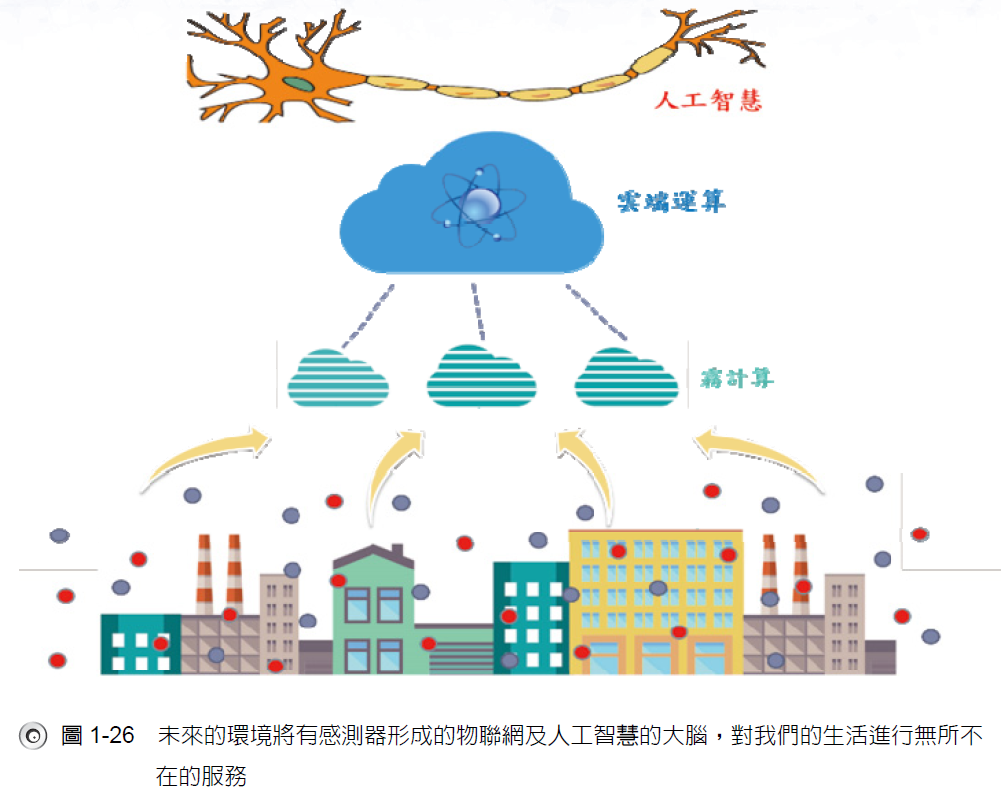 人工智慧
雲端運算
霧計算
圖 1-26 未來的環境將有感測器形成的物聯網及人工智慧的大腦，對我們的生活進行無所不
在的服務